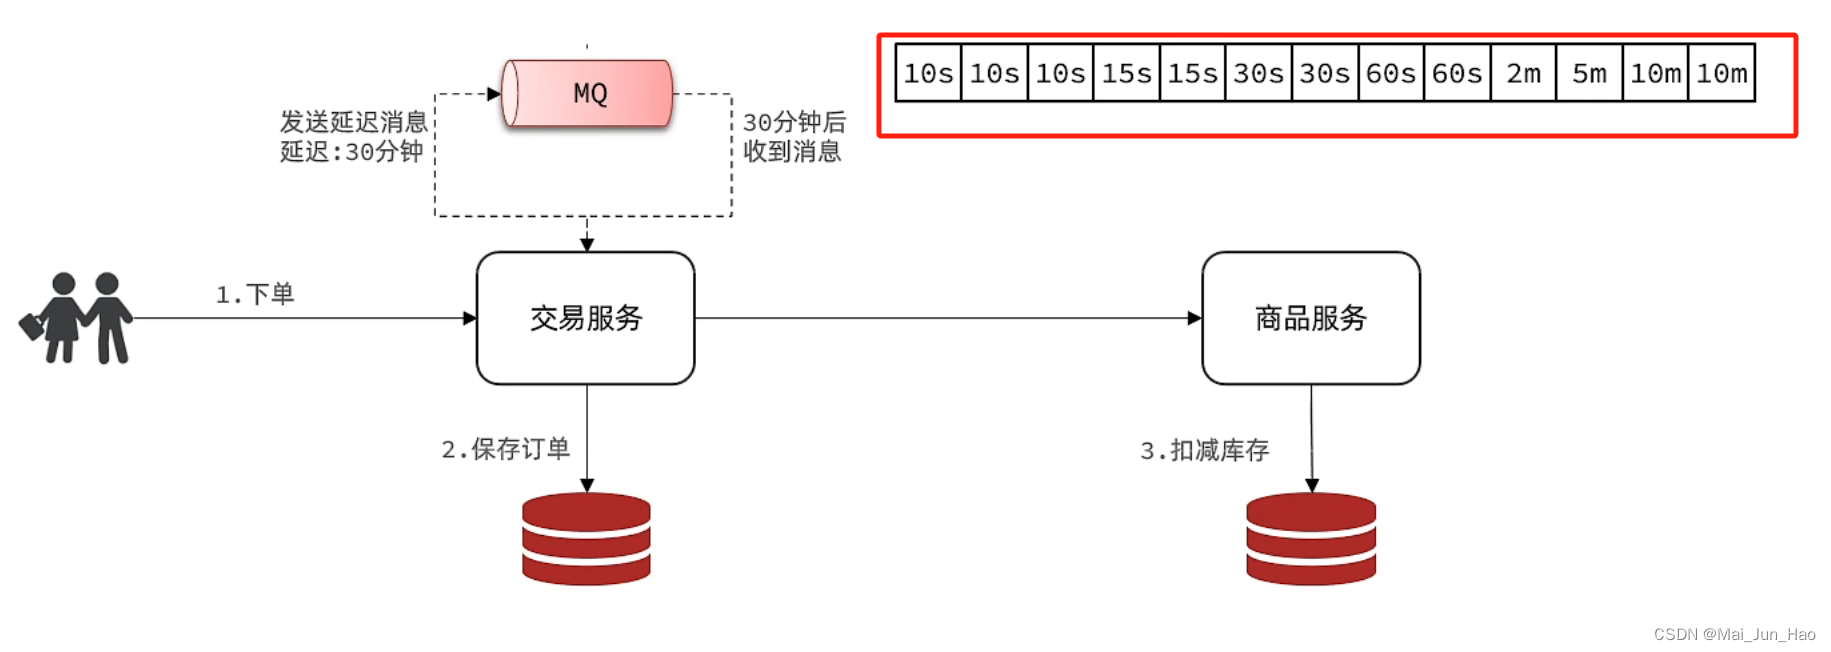 MQ
10s 10s 10s 15s 15s 30s 30s 60s 60s 2m 5m 10m 10m
发送延迟消息
延迟:30分钟
30分钟后
收到消息
1.下单
交易服务
商品服务
2.保存订单
3.扣减库存
CSDN @Mai_Jun_Hao